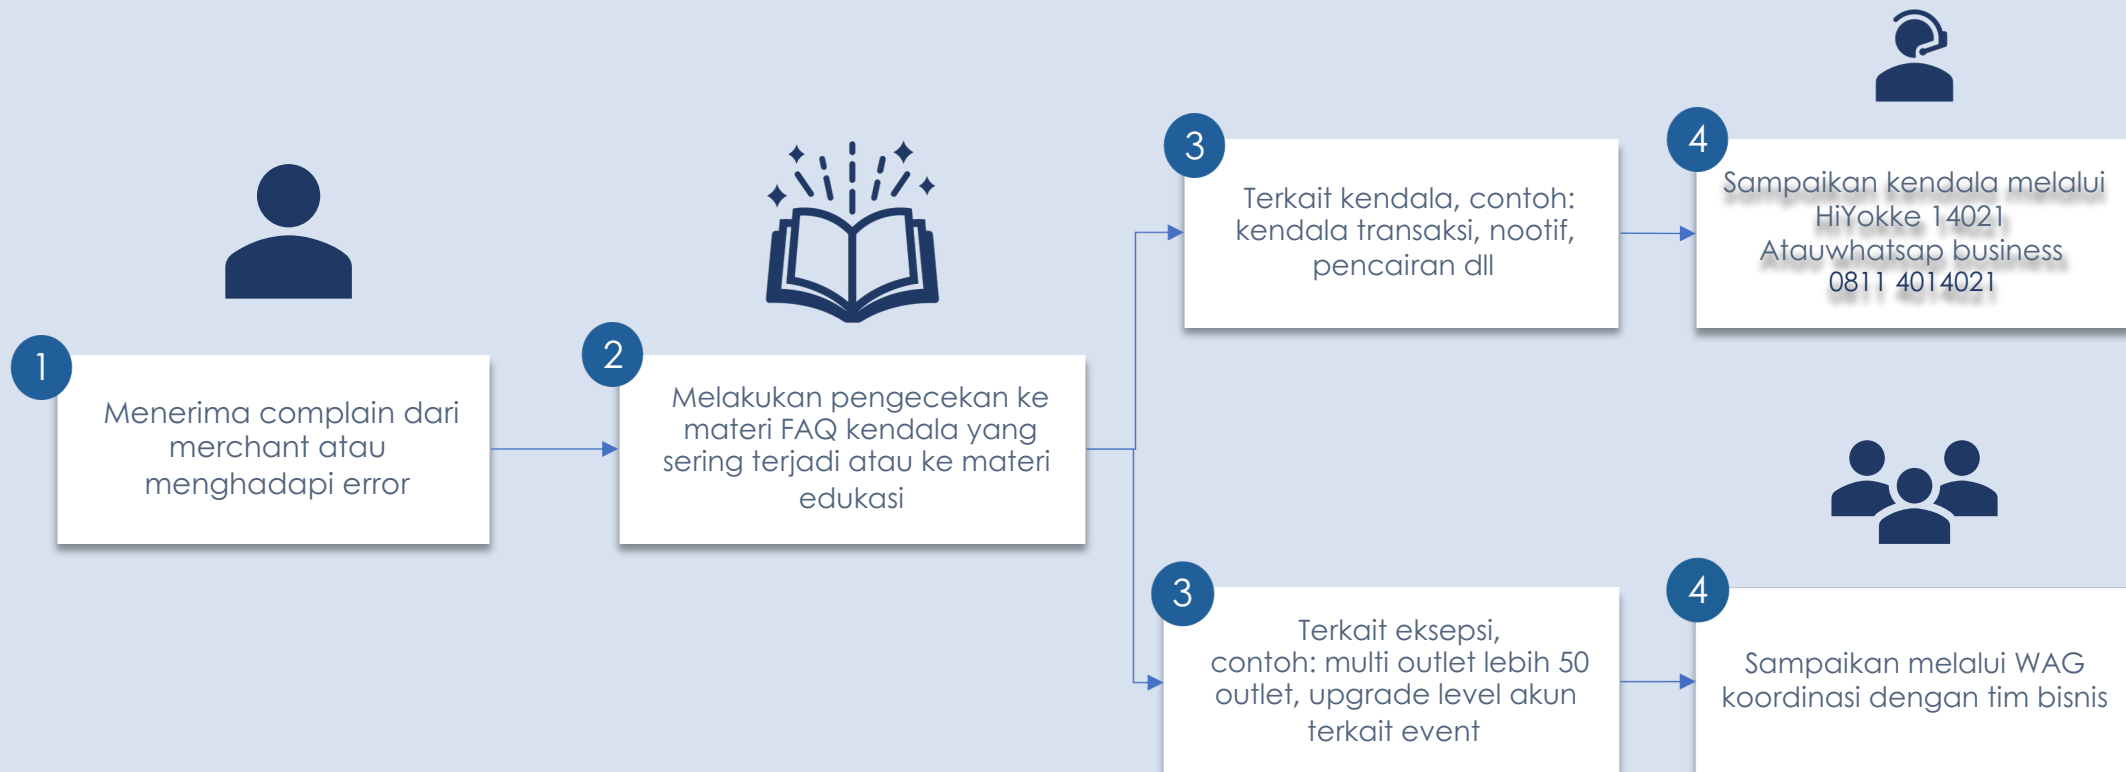 1
Menerima complain dari
merchant atau
menghadapi error
2
Melakukan pengecekan ke
materi FAQ kendala yang
sering terjadi atau ke materi
edukasi
3
Terkait kendala, contoh:
kendala transaksi, nootif,
pencairan dll
4
Sampaikan kendala melalui
HiYokke 14021
Atauwhatsap business
0811 4014021
3
Terkait eksepsi,
contoh: multi outlet lebih 50
outlet, upgrade level akun
terkait event
4
Sampaikan melalui WAG
koordinasi dengan tim bisnis